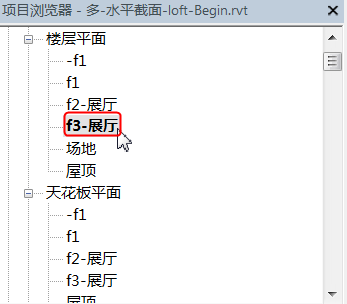 项目浏览器 - 多-水平截面-loft-Begin.rvt
楼层平面
-f1
f1
f2-展厅
f3-展厅
场地
屋顶
天花板平面
-f1
f1
f2-展厅
f3-展厅
屋顶